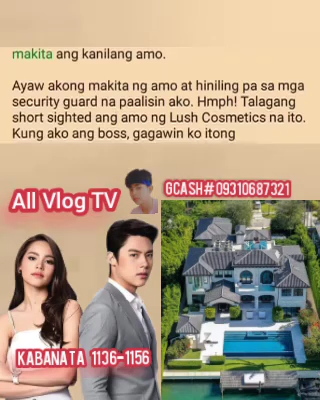 makita ang kanilang amo.
Ayaw akong makita ng amo at hiniling pa sa mga
security guard na paalisin ako. Hmph! Talagang
short sighted ang amo ng Lush Cosmetics na ito.
Kung ako ang boss, gagawin ko itong
All Vlog TV
GCASH#09310687321
KABANATA 1136-1156